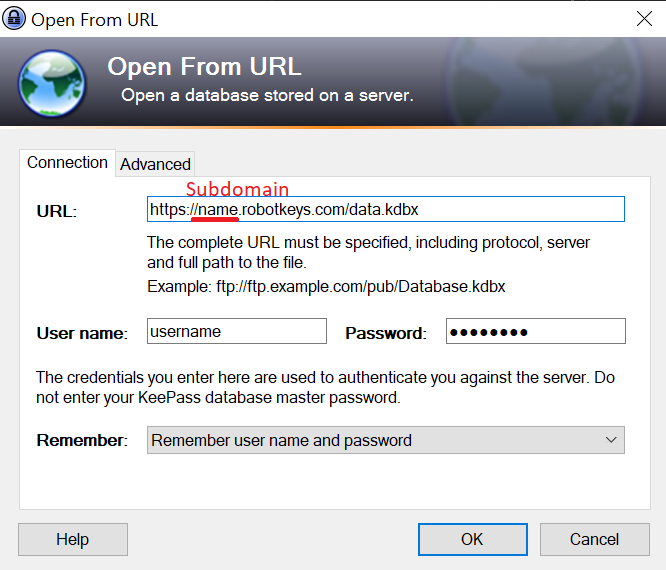 Open From URL
Open From URL
Open a database stored on a server.
Connection
Advanced
Subdomain
URL:
https://name.robotkeys.com/data.kdbx
The complete URL must be specified, including protocol, server
and full path to the file.
Example: ftp://ftp.example.com/pub/Database.kdbx
User name:
username
Password:
●●●●●●●●
The credentials you enter here are used to authenticate you against the server. Do
not enter your KeePass database master password.
Remember:
Remember user name and password
Help
OK
Cancel